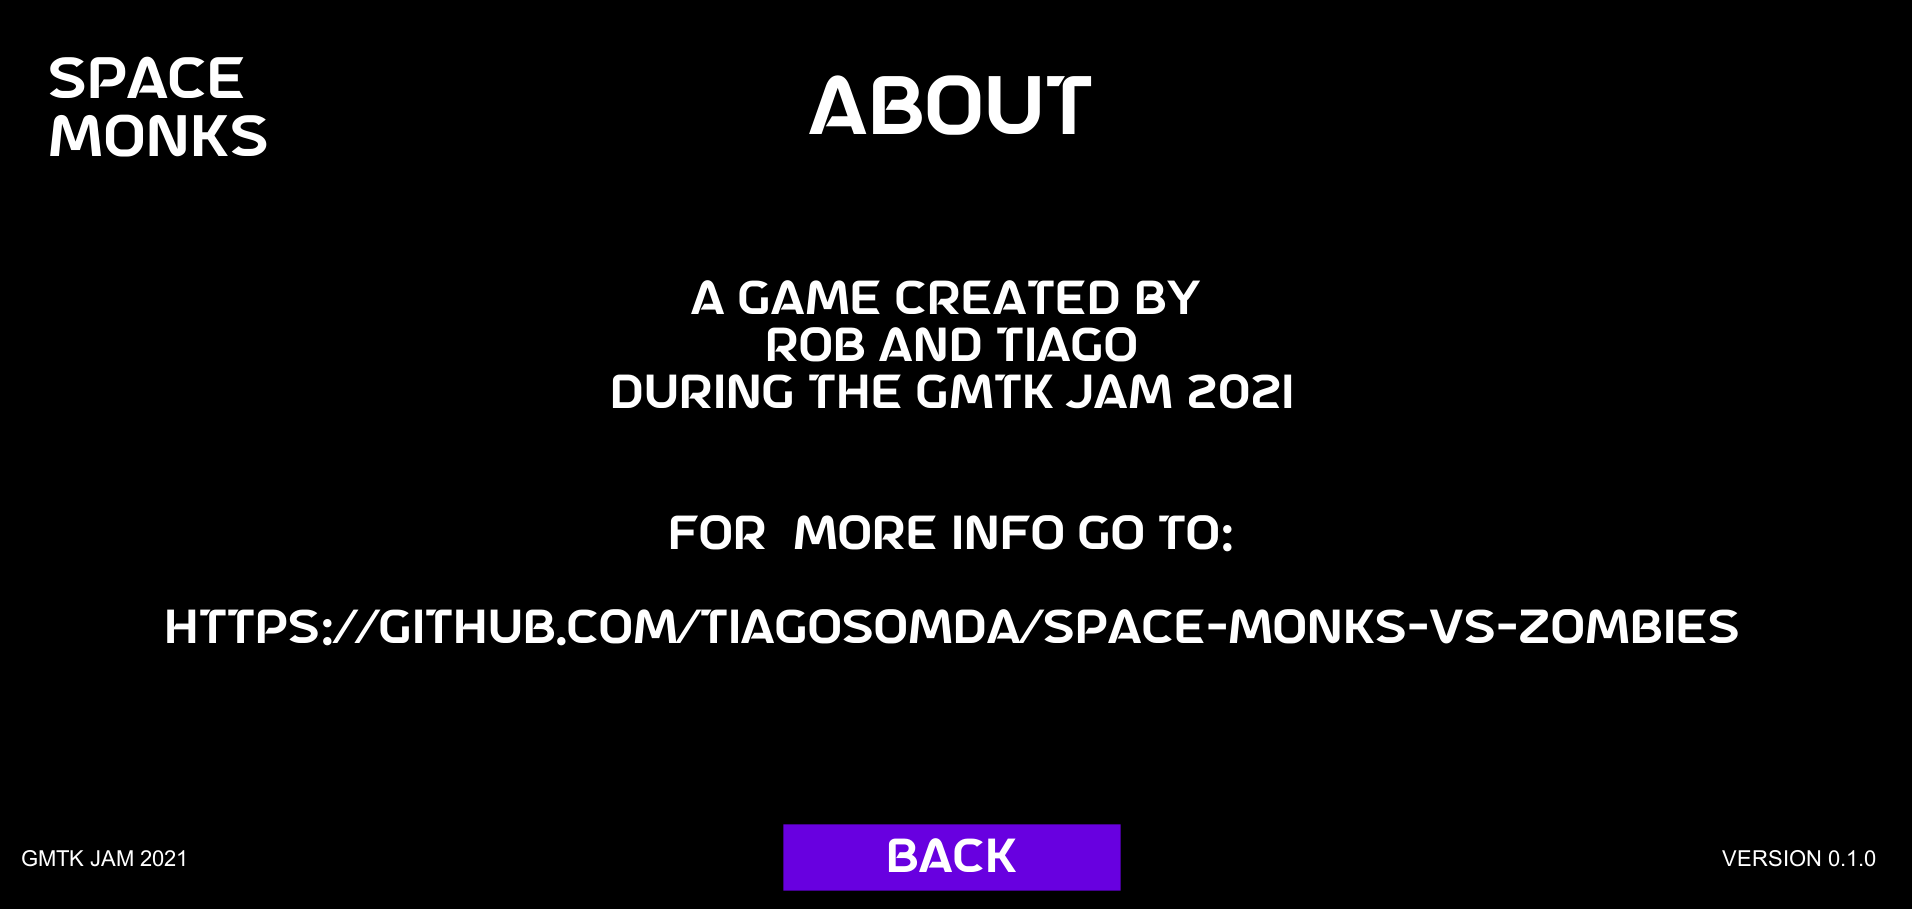 SPACE
MONKS
ABOUT
A GAME CREATED BY
ROB AND TIAGO
DURING THE GMTK JAM 2021
FOR  MORE INFO GO TO:
HTTPS://GITHUB.COM/TIAGOSOMDA/SPACE-MONKS-VS-ZOMBIES
BACK
GMTK JAM 2021
VERSION 0.1.0